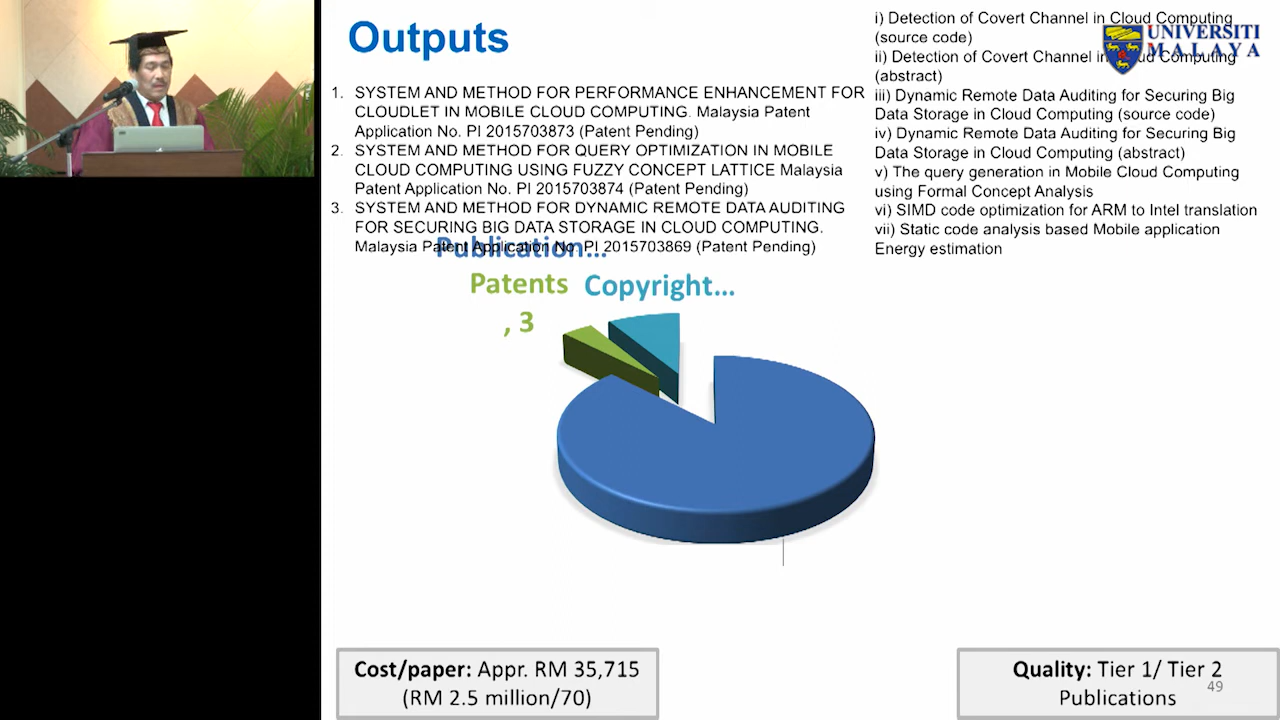 Outputs
1. SYSTEM AND METHOD FOR PERFORMANCE ENHANCEMENT FOR
CLOUDLET IN MOBILE CLOUD COMPUTING. Malaysia Patent
Application No. PI 2015703873 (Patent Pending)
2. SYSTEM AND METHOD FOR QUERY OPTIMIZATION IN MOBILE
CLOUD COMPUTING USING FUZZY CONCEPT LATTICE Malaysia
Patent Application No. PI 2015703874 (Patent Pending)
3. SYSTEM AND METHOD FOR DYNAMIC REMOTE DATA AUDITING
FOR SECURING BIG DATA STORAGE IN CLOUD COMPUTING.
Malaysia Patent Application No. PI 2015703869 (Patent Pending)
i) Detection of Covert Channel in Cloud Computing
(source code)
ii) Detection of Covert Channel in Cloud Computing
(abstract)
iii) Dynamic Remote Data Auditing for Securing Big
Data Storage in Cloud Computing (source code)
iv) Dynamic Remote Data Auditing for Securing Big
Data Storage in Cloud Computing (abstract)
v) The query generation in Mobile Cloud Computing
using Formal Concept Analysis
vi) SIMD code optimization for ARM to Intel translation
vii) Static code analysis based Mobile application
Energy estimation
UNIVERSITI
MALAYA
Publication...
Patents
, 3
Copyright...
Cost/paper: Appr. RM 35,715
(RM 2.5 million/70)
Quality: Tier 1/ Tier 2
Publications
49